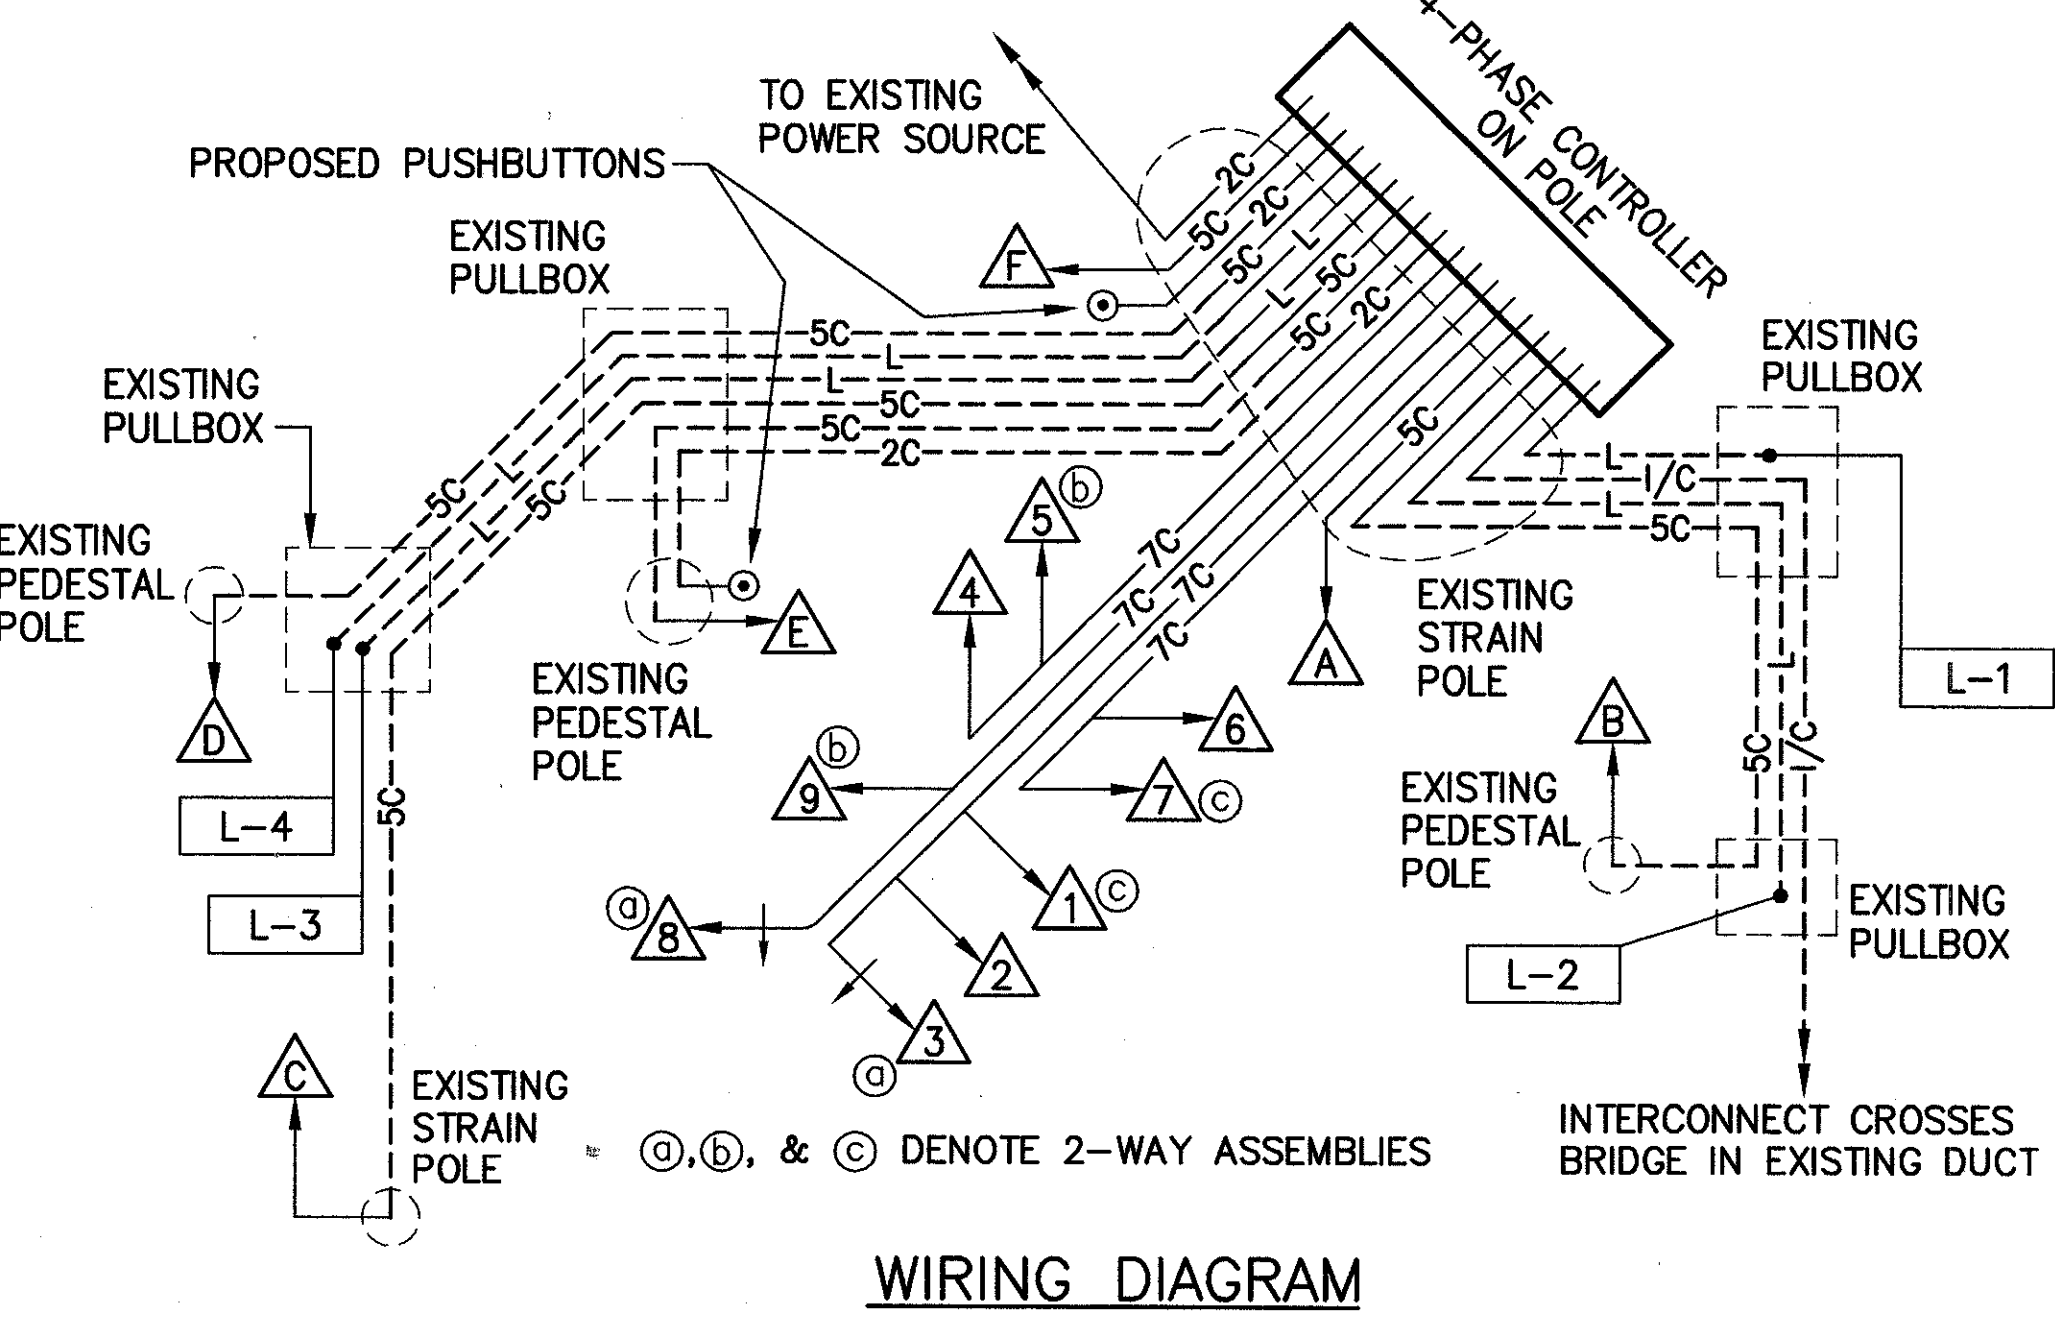 PHASE CONTROLLER
ON POLE
TO EXISTING
POWER SOURCE
PROPOSED PUSHBUTTONS
EXISTING
PULLBOX
EXISTING
PULLBOX
EXISTING
PULLBOX
2C
5C
2C
5C
L
L
5C
5C
2C
F
5C
L
L
5C
5C
2C
5C
L
L
5C
5C
L
I/C
L
5C
b
5
4
7C
7C
7C
7C
EXISTING
PEDESTAL
POLE
E
A
EXISTING
STRAIN
POLE
L-1
D
EXISTING
PEDESTAL
POLE
6
B
L
5C
I/C
b
9
7
c
5C
L-4
EXISTING
PEDESTAL
POLE
L-3
a
8
1
c
2
L-2
EXISTING
PULLBOX
3
a
C
EXISTING
STRAIN
POLE
a, b, & c DENOTE 2-WAY ASSEMBLIES
INTERCONNECT CROSSES
BRIDGE IN EXISTING DUCT
WIRING DIAGRAM